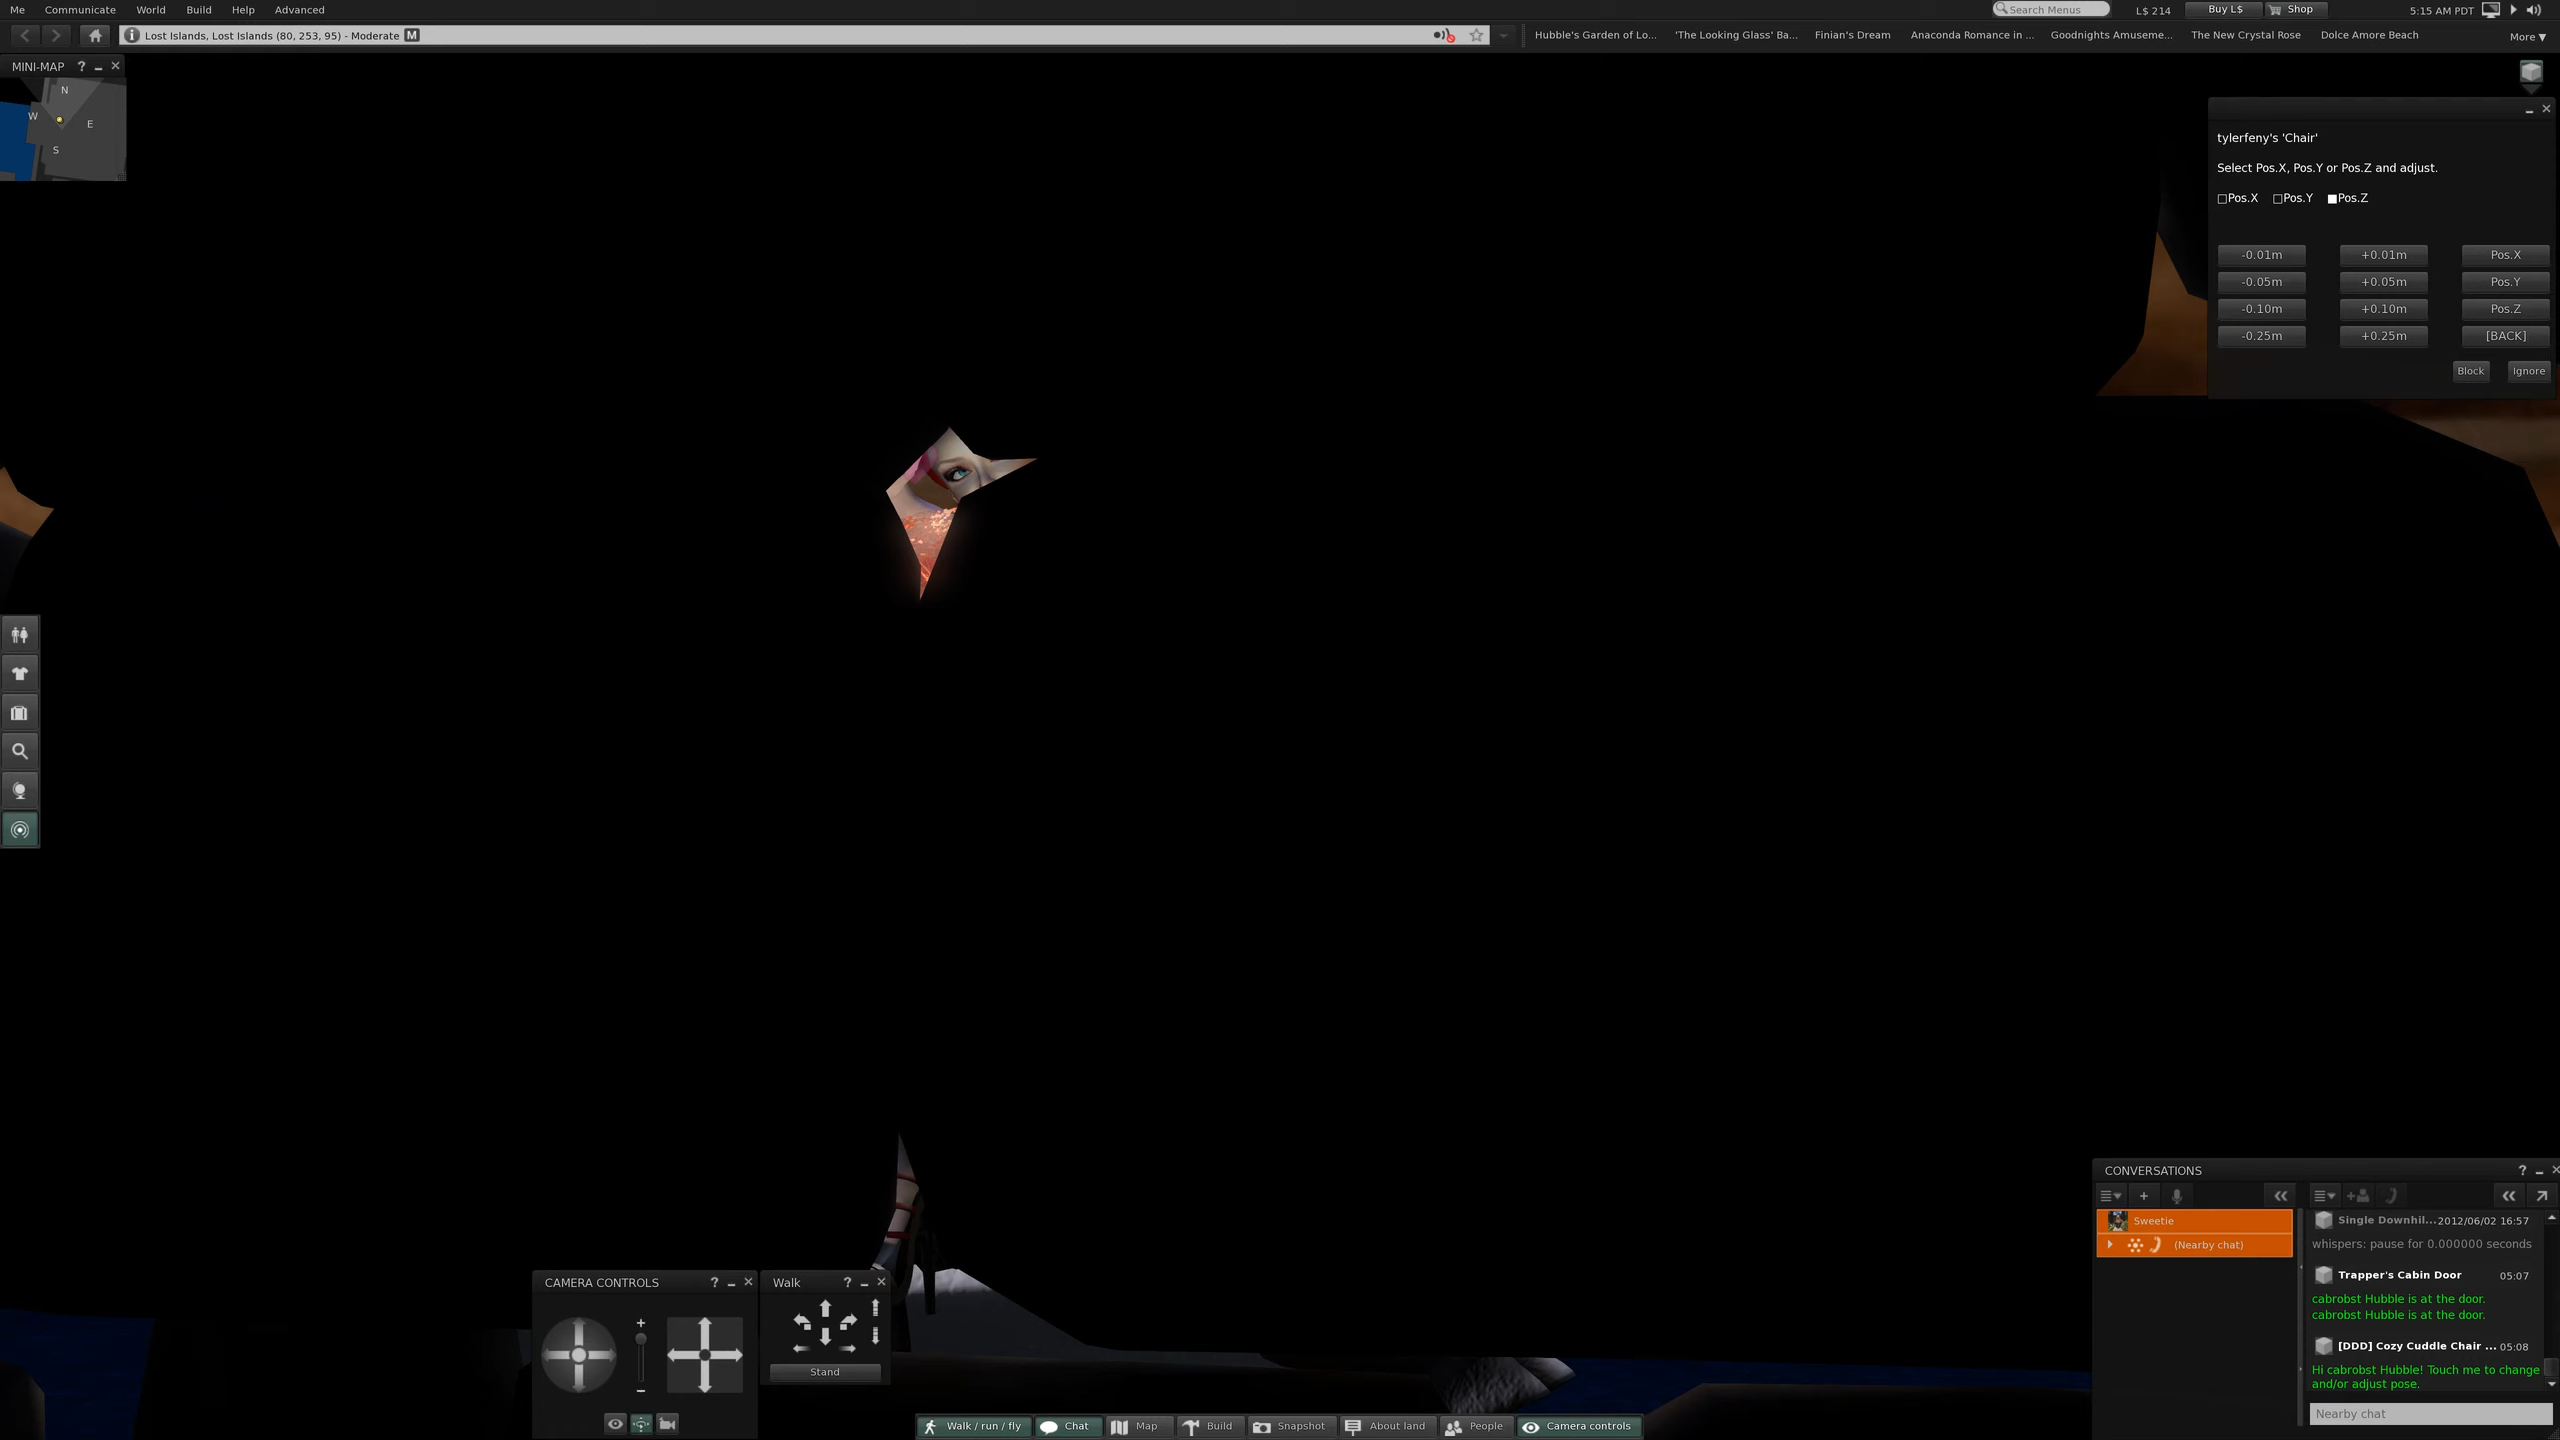 Me Communicate World Build Help Advanced Search Menus L$ 214 Buy L$ Shop 5:15 AM PDT
Lost Islands, Lost Islands (80, 253, 95) - Moderate M Hubble's Garden of Lo... 'The Looking Glass' Ba... Finian's Dream Anaconda Romance in ... Goodnights Amuseme... The New Crystal Rose Dolce Amore Beach More ▼
MINI-MAP ?
N
W
E
S
tylerfeny's 'Chair'
Select Pos.X, Pos.Y or Pos.Z and adjust.
□Pos.X □Pos.Y ■Pos.Z
-0.01m +0.01m Pos.X
-0.05m +0.05m Pos.Y
-0.10m +0.10m Pos.Z
-0.25m +0.25m [BACK]
Block Ignore
CONVERSATIONS ?
Sweetie
(Nearby chat)
Single Downhil... 2012/06/02 16:57
whispers: pause for 0.000000 seconds
Trapper's Cabin Door 05:07
cabrobst Hubble is at the door.
cabrobst Hubble is at the door.
[DDD] Cozy Cuddle Chair ... 05:08
Hi cabrobst Hubble! Touch me to change
and/or adjust pose.
Nearby chat
CAMERA CONTROLS ?
Walk ?
Stand
Walk / run / fly Chat Map Build Snapshot About land People Camera controls